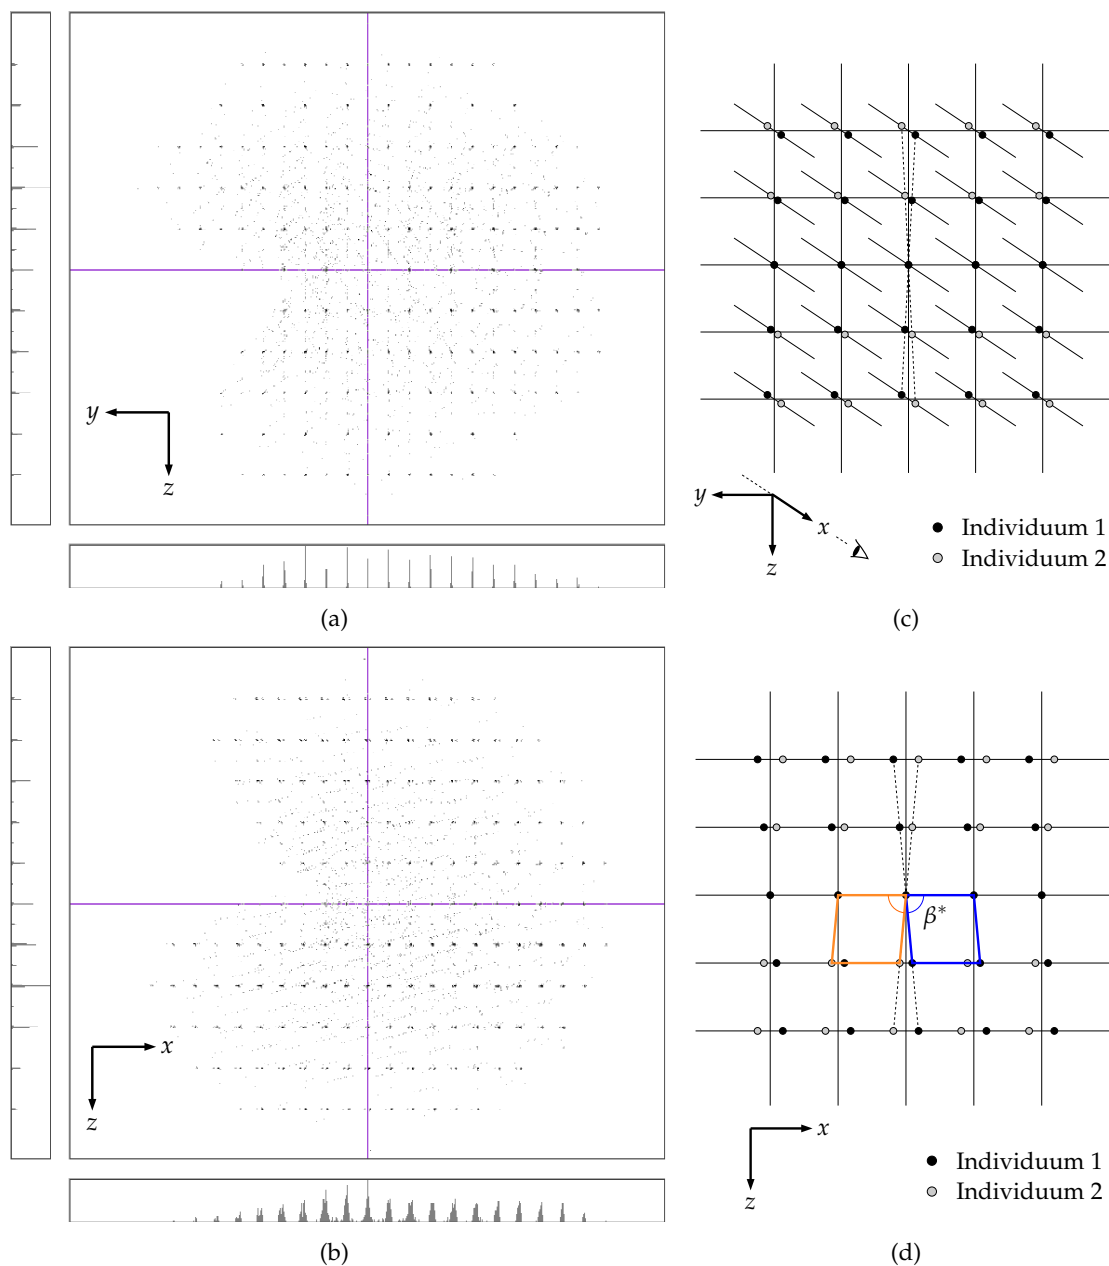 y
z
(a)
y
x
z
Individuum 1
Individuum 2
(c)
x
z
(b)
β*
x
z
Individuum 1
Individuum 2
(d)